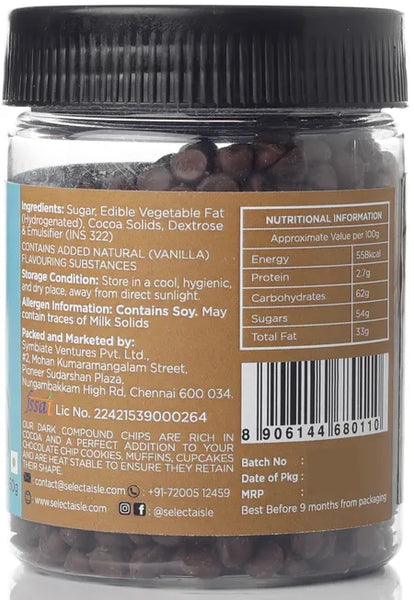 Ingredients: Sugar, Edible Vegetable Fat
(Hydrogenated), Cocoa Solids, Dextrose
& Emulsifier (INS 322)
CONTAINS ADDED NATURAL (VANILLA)
FLAVOURING SUBSTANCES
Storage Condition: Store in a cool, hygienic,
and dry place, away from direct sunlight.
Allergen Information: Contains Soy. May
contain traces of Milk Solids
Packed and Marketed by:
Symbiate Ventures Pvt. Ltd.,
#2, Mohan Kumaramangalam Street,
Pioneer Sudarshan Plaza,
Nungambakkam High Rd, Chennai 600 034.
fssai Lic No. 22421539000264
OUR DARK COMPOUND CHIPS ARE RICH IN
COCOA AND A PERFECT ADDITION TO YOUR
CHOCOLATE CHIP COOKIES, MUFFINS, CUPCAKES
AND ARE HEAT STABLE TO ENSURE THEY RETAIN
THEIR SHAPE.
contact@selectaisle.com +91-72005 12459
www.selectaisle.com @selectaisle
NUTRITIONAL INFORMATION
Approximate Value per 100g
Energy 558kcal
Protein 2.7g
Carbohydrates 62g
Sugars 54g
Total Fat 33g
8 906144 680110
Batch No :
Date of Pkg :
MRP :
Best Before 9 months from packaging